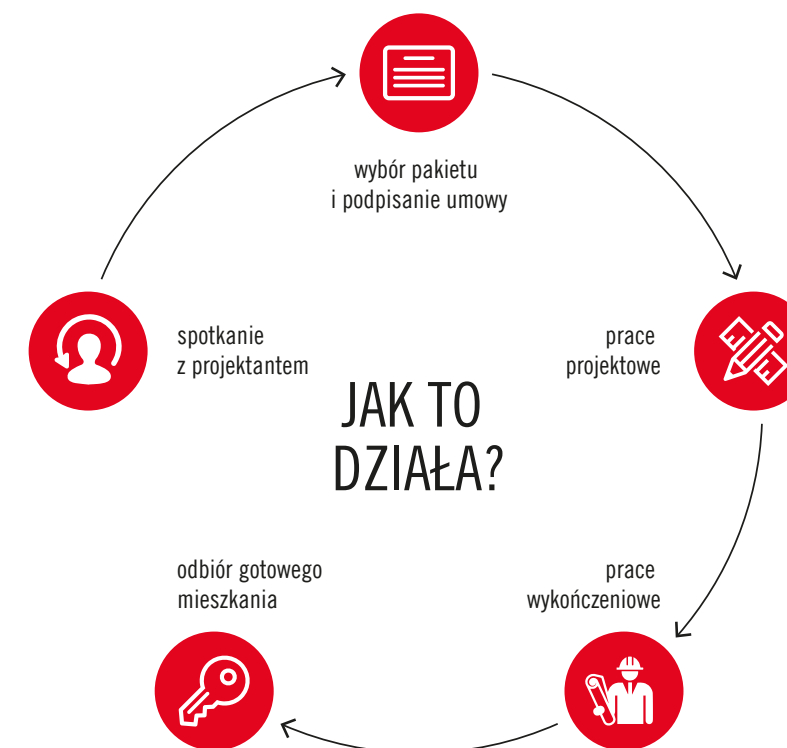 wybór pakietu
i podpisanie umowy
spotkanie
z projektantem
prace
projektowe
JAK TO
DZIAŁA?
odbiór gotowego
mieszkania
prace
wykończeniowe